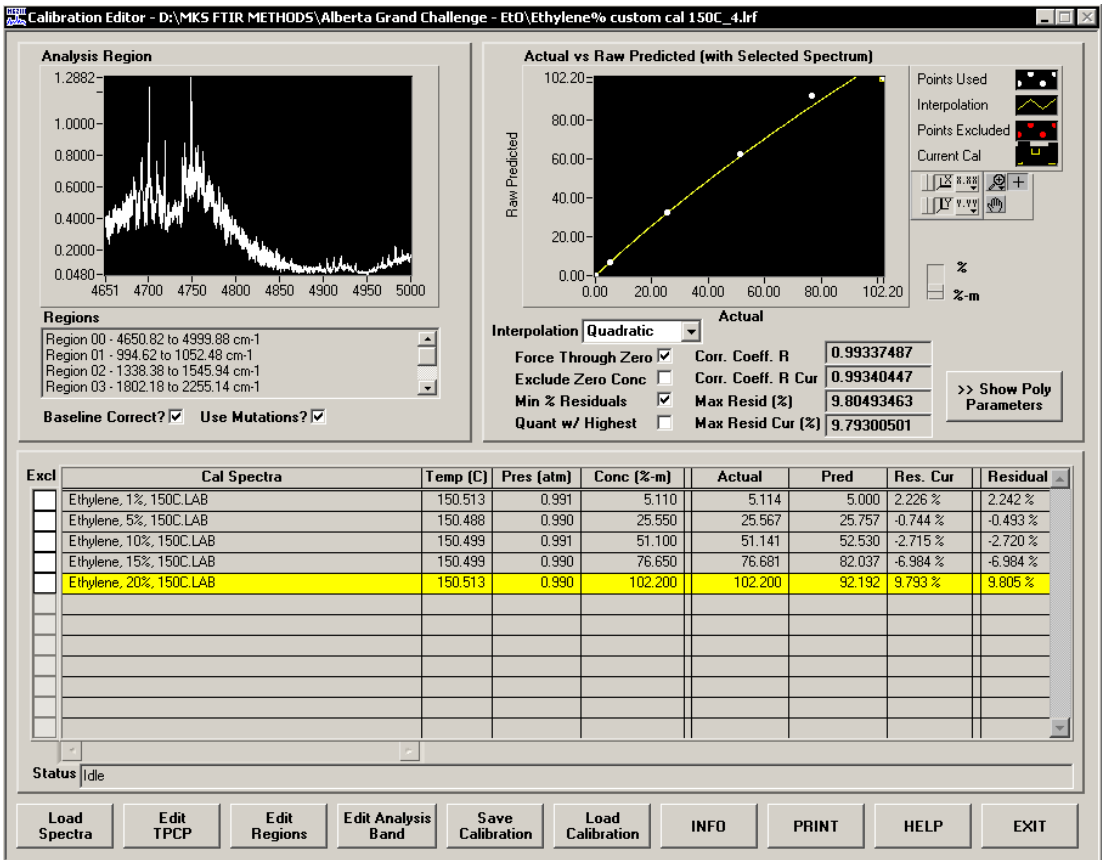 Calibration Editor - D:\MKS FTIR METHODS\Alberta Grand Challenge - EtO\Ethylene% custom cal 150C_4.lrf
Analysis Region
1.2882
1.0000
0.8000
0.6000
0.4000
0.2000
0.0480
4651 4700 4750 4800 4850 4900 4950 5000
Regions
Region 00 - 4650.82 to 4999.88 cm-1
Region 01 - 994.62 to 1052.48 cm-1
Region 02 - 1338.38 to 1545.94 cm-1
Region 03 - 1802.18 to 2255.14 cm-1
Baseline Correct? Use Mutations?
Actual vs Raw Predicted (with Selected Spectrum)
Raw Predicted
102.20
80.00
60.00
40.00
20.00
0.00
0.00 20.00 40.00 60.00 80.00 102.20
Actual
Points Used
Interpolation
Points Excluded
Current Cal
X X.XX
Y Y.YY
%
%-m
Interpolation Quadratic
Force Through Zero Corr. Coeff. R 0.99337487
Exclude Zero Conc Corr. Coeff. R Cur 0.99340447
Min % Residuals Max Resid (%) 9.80493463
Quant w/ Highest Max Resid Cur (%) 9.79300501
>> Show Poly
Parameters
Excl Cal Spectra Temp (C) Pres (atm) Conc (%-m) Actual Pred Res. Cur Residual
Ethylene, 1%, 150C.LAB 150.513 0.991 5.110 5.114 5.000 2.226 % 2.242 %
Ethylene, 5%, 150C.LAB 150.488 0.990 25.550 25.567 25.757 -0.744 % -0.493 %
Ethylene, 10%, 150C.LAB 150.499 0.991 51.100 51.141 52.530 -2.715 % -2.720 %
Ethylene, 15%, 150C.LAB 150.499 0.990 76.650 76.681 82.037 -6.984 % -6.984 %
Ethylene, 20%, 150C.LAB 150.513 0.990 102.200 102.200 92.192 9.793 % 9.805 %
Status Idle
Load
Spectra
Edit
TPCP
Edit
Regions
Edit Analysis
Band
Save
Calibration
Load
Calibration
INFO
PRINT
HELP
EXIT